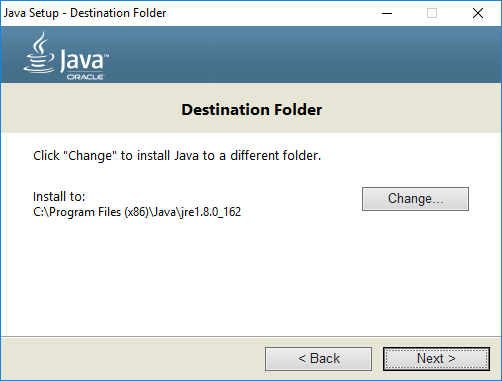 Java Setup - Destination Folder
Java™
ORACLE
Destination Folder
Click "Change" to install Java to a different folder.
Install to:
Change...
C:\Program Files (x86)\Java\jre1.8.0_162
< Back
Next >